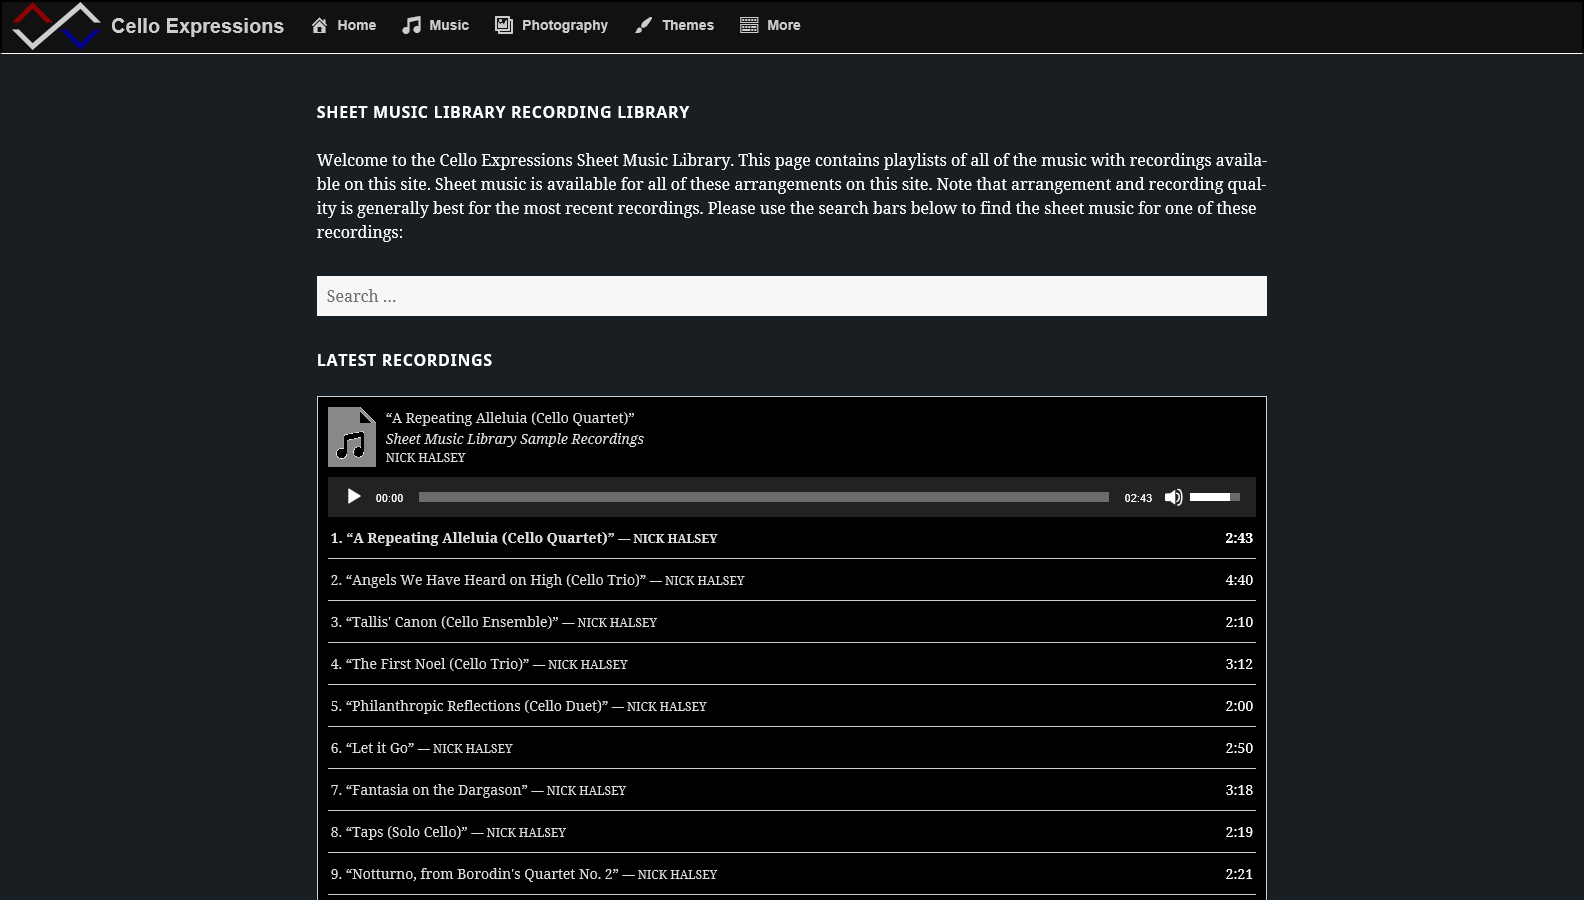 Cello Expressions Home Music Photography Themes More
SHEET MUSIC LIBRARY RECORDING LIBRARY
Welcome to the Cello Expressions Sheet Music Library. This page contains playlists of all of the music with recordings availa-
ble on this site. Sheet music is available for all of these arrangements on this site. Note that arrangement and recording qual-
ity is generally best for the most recent recordings. Please use the search bars below to find the sheet music for one of these
recordings:
Search …
LATEST RECORDINGS
“A Repeating Alleluia (Cello Quartet)”
Sheet Music Library Sample Recordings
NICK HALSEY
00:00 02:43
1. “A Repeating Alleluia (Cello Quartet)” — NICK HALSEY 2:43
2. “Angels We Have Heard on High (Cello Trio)” — NICK HALSEY 4:40
3. “Tallis' Canon (Cello Ensemble)” — NICK HALSEY 2:10
4. “The First Noel (Cello Trio)” — NICK HALSEY 3:12
5. “Philanthropic Reflections (Cello Duet)” — NICK HALSEY 2:00
6. “Let it Go” — NICK HALSEY 2:50
7. “Fantasia on the Dargason” — NICK HALSEY 3:18
8. “Taps (Solo Cello)” — NICK HALSEY 2:19
9. “Notturno, from Borodin's Quartet No. 2” — NICK HALSEY 2:21